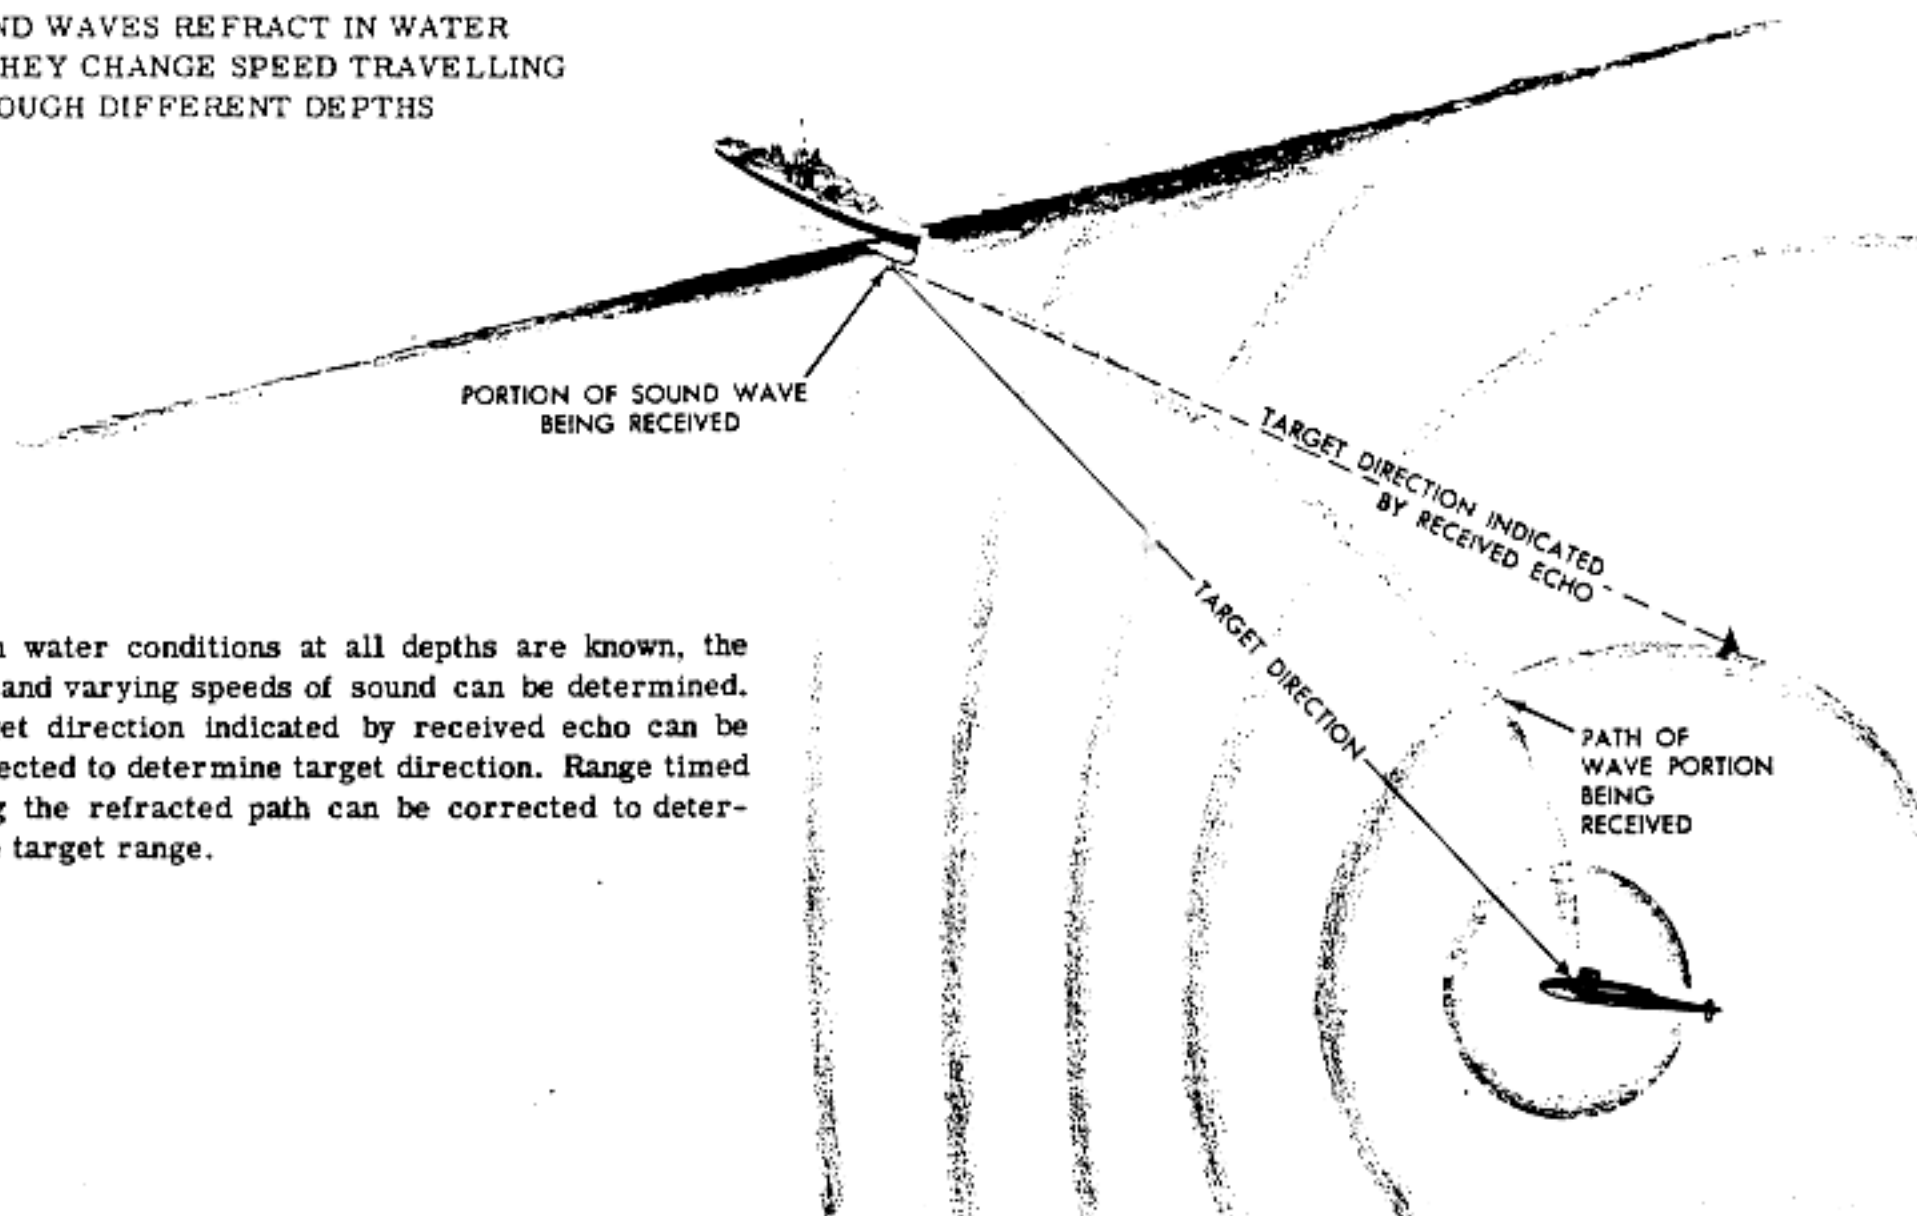 ND WAVES REFRACT IN WATER
HEY CHANGE SPEED TRAVELLING
OUGH DIFFERENT DEPTHS
PORTION OF SOUND WAVE
BEING RECEIVED
TARGET DIRECTION INDICATED
BY RECEIVED ECHO
TARGET DIRECTION
PATH OF
WAVE PORTION
BEING
RECEIVED
water conditions at all depths are known, the
and varying speeds of sound can be determined.
et direction indicated by received echo can be
ected to determine target direction. Range timed
g the refracted path can be corrected to deter-
target range.